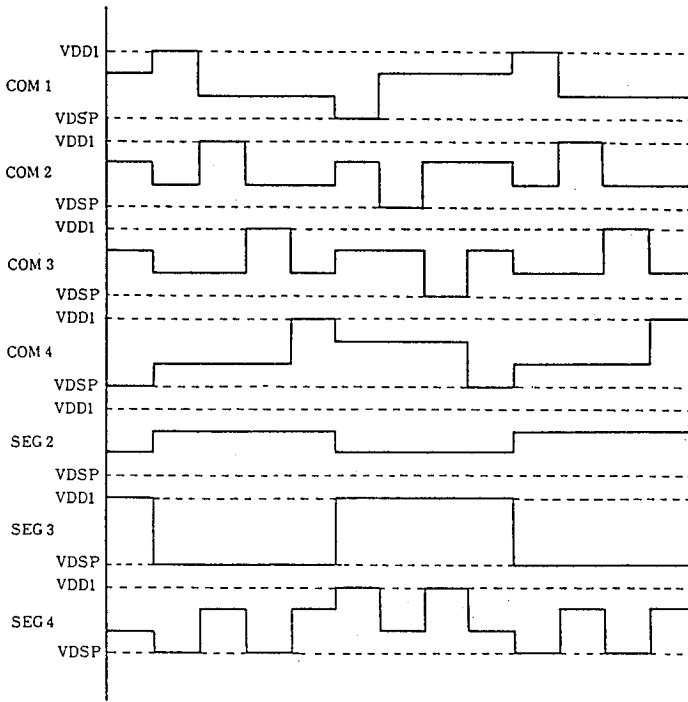 VDD1
COM 1
VDSP
VDD1
COM 2
VDSP
VDD1
COM 3
VDSP
VDD1
COM 4
VDSP
VDD1
SEG 2
VDSP
VDD1
SEG 3
VDSP
VDD1
SEG 4
VDSP